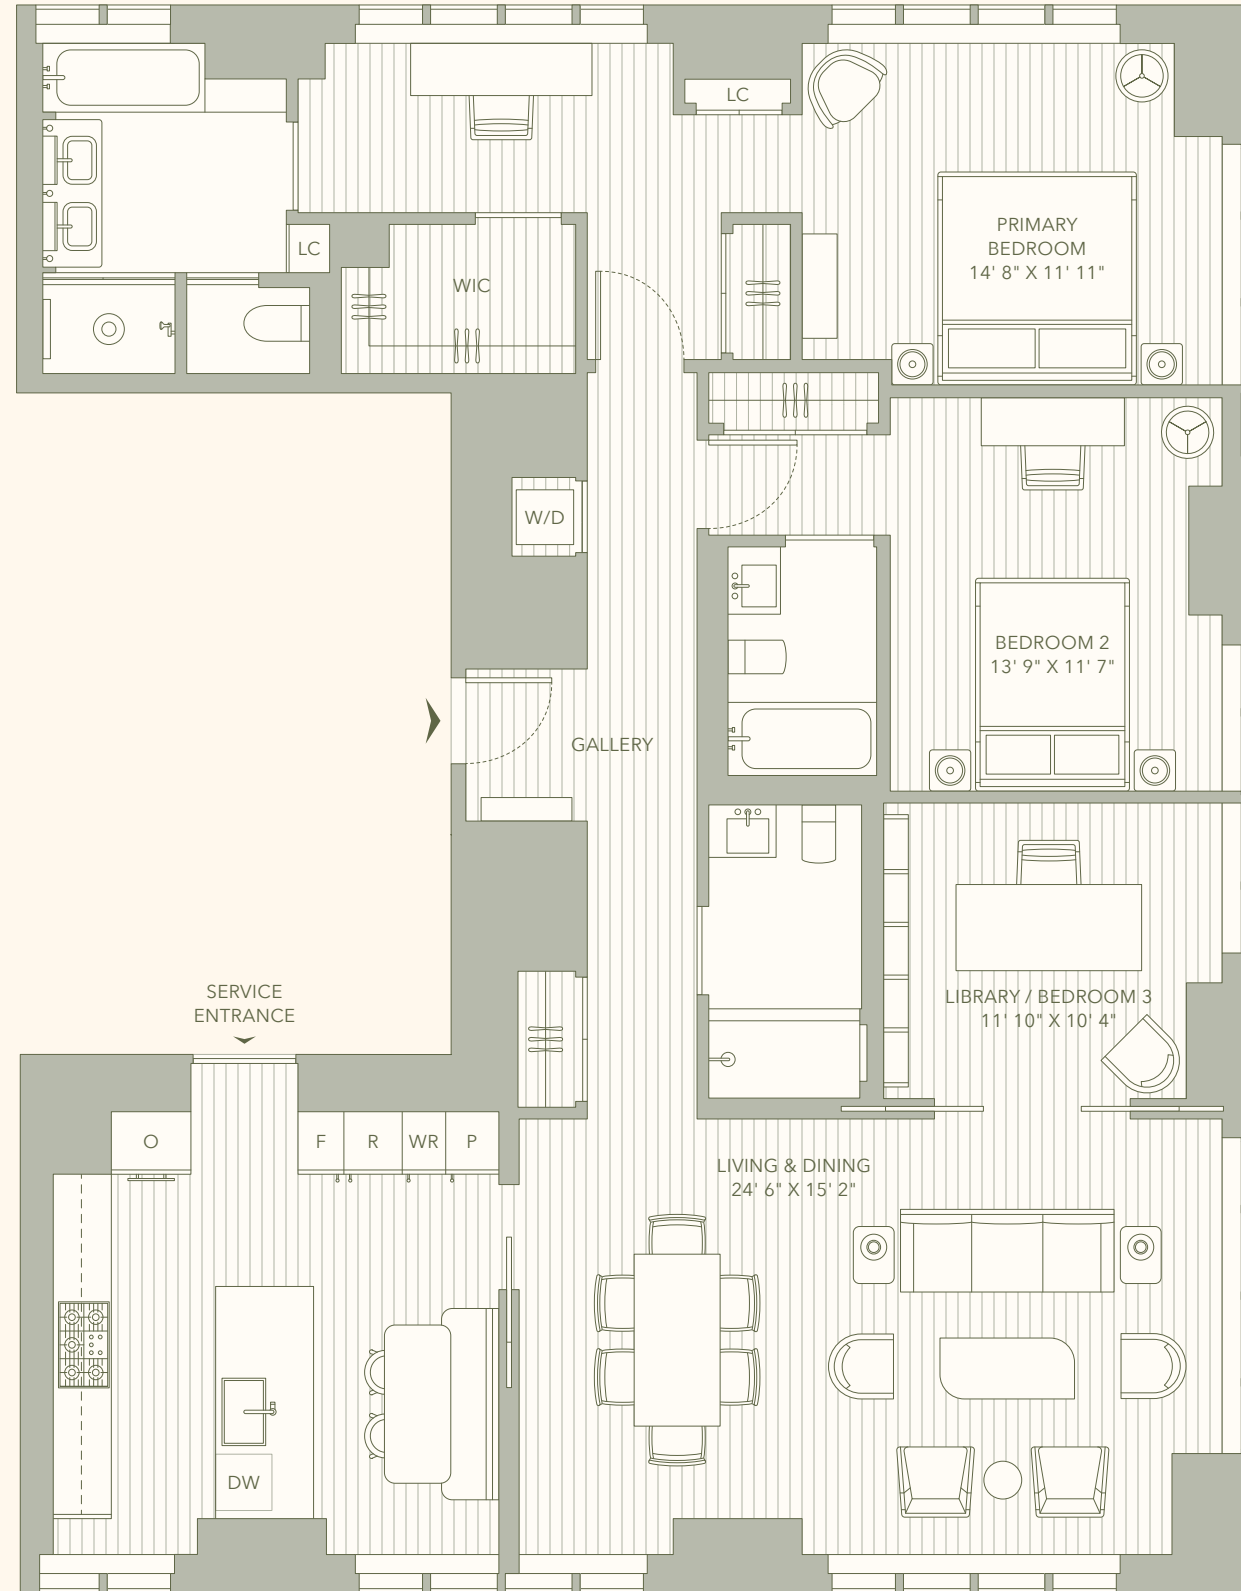 LC
PRIMARY
BEDROOM
14' 8" X 11' 11"
LC
WIC
W/D
BEDROOM 2
13' 9" X 11' 7"
GALLERY
SERVICE
ENTRANCE
LIBRARY / BEDROOM 3
11' 10" X 10' 4"
O
F
R
WR
P
LIVING & DINING
24' 6" X 15' 2"
DW